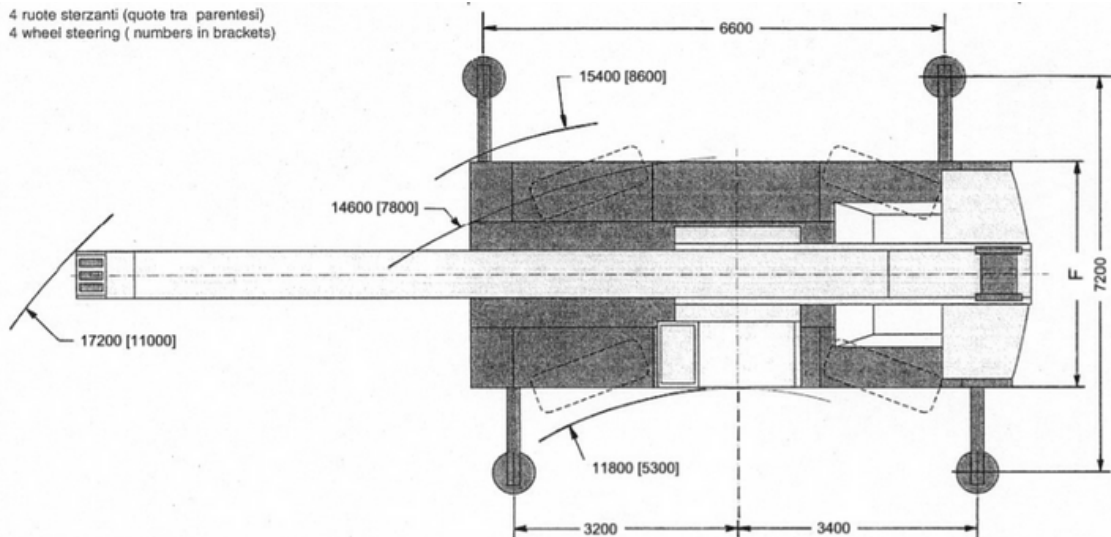 4 ruote sterzanti (quote tra parentesi)
4 wheel steering ( numbers in brackets)
6600
15400 [8600]
14600 [7800]
17200 [11000]
F
7200
11800 [5300]
3200
3400